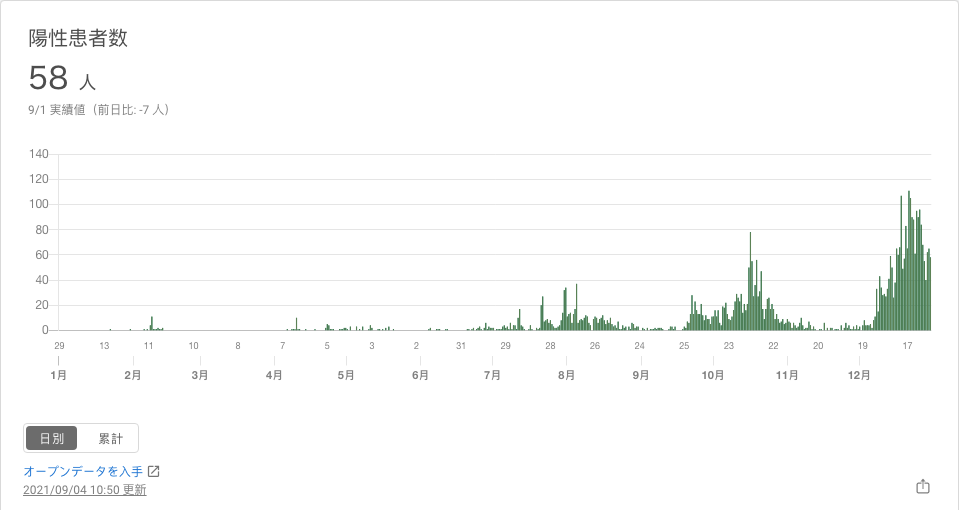 陽性患者数
58 人
9/1 実績値（前日比: -7 人）
140
120
100
80
60
40
20
0
29 13 11 10 8 7 5 3 2 31 29 28 26 24 25 23 22 20 19 17
1月 2月 3月 4月 5月 6月 7月 8月 9月 10月 11月 12月
日別 累計
オープンデータを入手
2021/09/04 10:50 更新